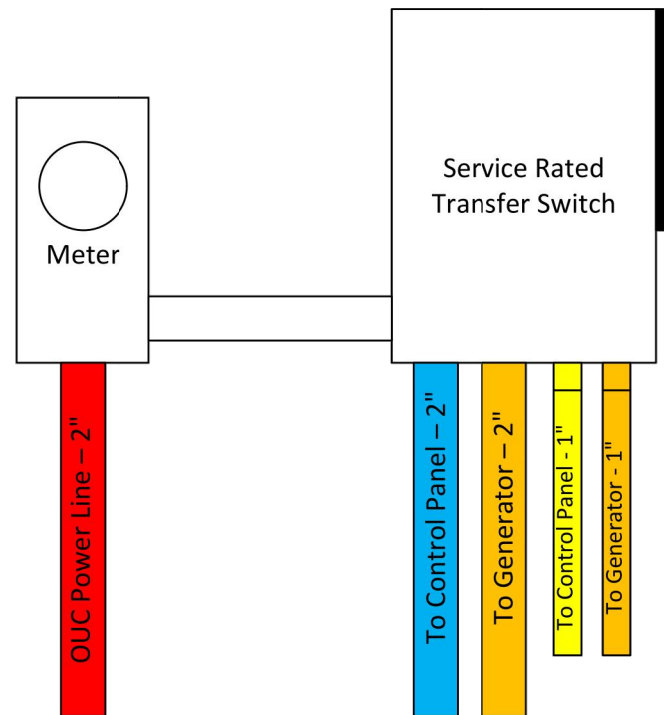 Service Rated
Transfer Switch
Meter
OUC Power Line – 2"
To Control Panel – 2"
To Generator – 2"
To Control Panel - 1"
To Generator - 1"